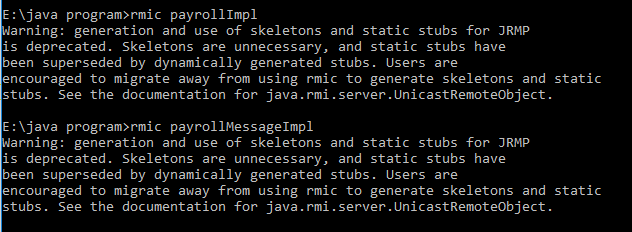 E:\java program>rmic payrollImpl
Warning: generation and use of skeletons and static stubs for JRMP
is deprecated. Skeletons are unnecessary, and static stubs have
been superseded by dynamically generated stubs. Users are
encouraged to migrate away from using rmic to generate skeletons and static
stubs. See the documentation for java.rmi.server.UnicastRemoteObject.
E:\java program>rmic payrollMessageImpl
Warning: generation and use of skeletons and static stubs for JRMP
is deprecated. Skeletons are unnecessary, and static stubs have
been superseded by dynamically generated stubs. Users are
encouraged to migrate away from using rmic to generate skeletons and static
stubs. See the documentation for java.rmi.server.UnicastRemoteObject.